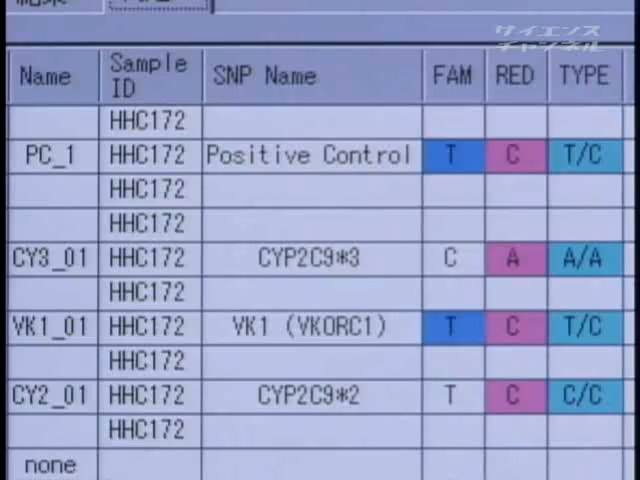 サイエンス
チャンネル
Name Sample ID SNP Name FAM RED TYPE
HHC172
PC_1 HHC172 Positive Control T C T/C
HHC172
HHC172
CY3_01 HHC172 CYP2C9*3 C A A/A
HHC172
VK1_01 HHC172 VK1 (VKORC1) T C T/C
HHC172
CY2_01 HHC172 CYP2C9*2 T C C/C
HHC172
none